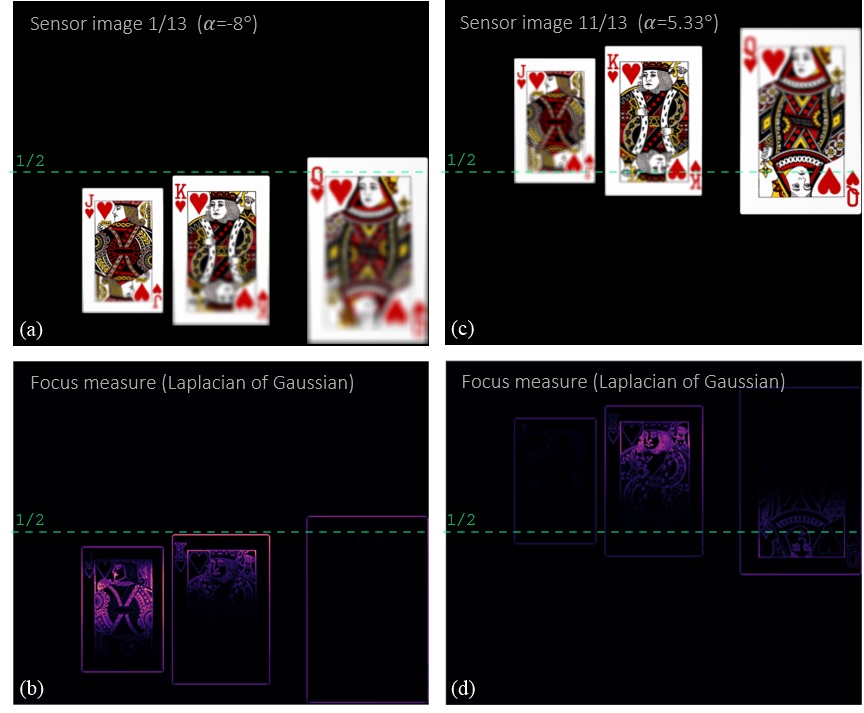 Sensor image 1/13 (α=-8°)
1/2
J
K
Q
J
K
Q
(a)
Sensor image 11/13 (α=5.33°)
Q
K
J
1/2
J
K
Q
(c)
Focus measure (Laplacian of Gaussian)
1/2
(b)
Focus measure (Laplacian of Gaussian)
1/2
(d)